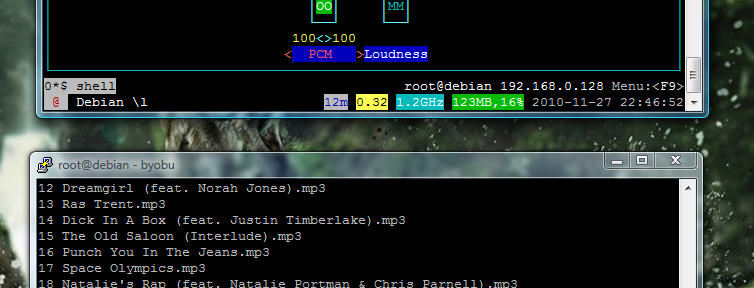 OO MM
100<>100
< PCM >Loudness
0*$ shell root@debian 192.168.0.128 Menu:<F9>
@ Debian \l 12m 0.32 1.2GHz 123MB,16% 2010-11-27 22:46:52
root@debian - byobu
12 Dreamgirl (feat. Norah Jones).mp3
13 Ras Trent.mp3
14 Dick In A Box (feat. Justin Timberlake).mp3
15 The Old Saloon (Interlude).mp3
16 Punch You In The Jeans.mp3
17 Space Olympics.mp3
18 Natalie's Rap (feat. Natalie Portman & Chris Parnell).mp3